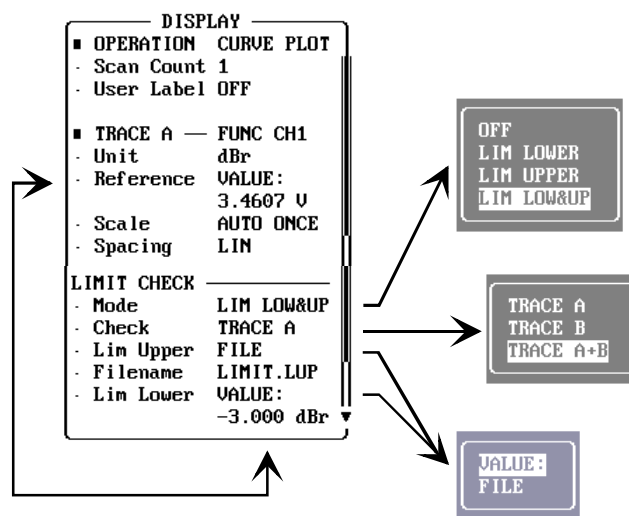 DISPLAY
OPERATION CURVE PLOT
Scan Count 1
User Label OFF
TRACE A FUNC CH1
Unit dBr
Reference VALUE:
3.4607 V
Scale AUTO ONCE
Spacing LIN
LIMIT CHECK
Mode LIM LOW&UP
Check TRACE A
Lim Upper FILE
Filename LIMIT.LUP
Lim Lower VALUE:
-3.000 dBr
OFF
LIM LOWER
LIM UPPER
LIM LOW&UP
TRACE A
TRACE B
TRACE A+B
VALUE:
FILE